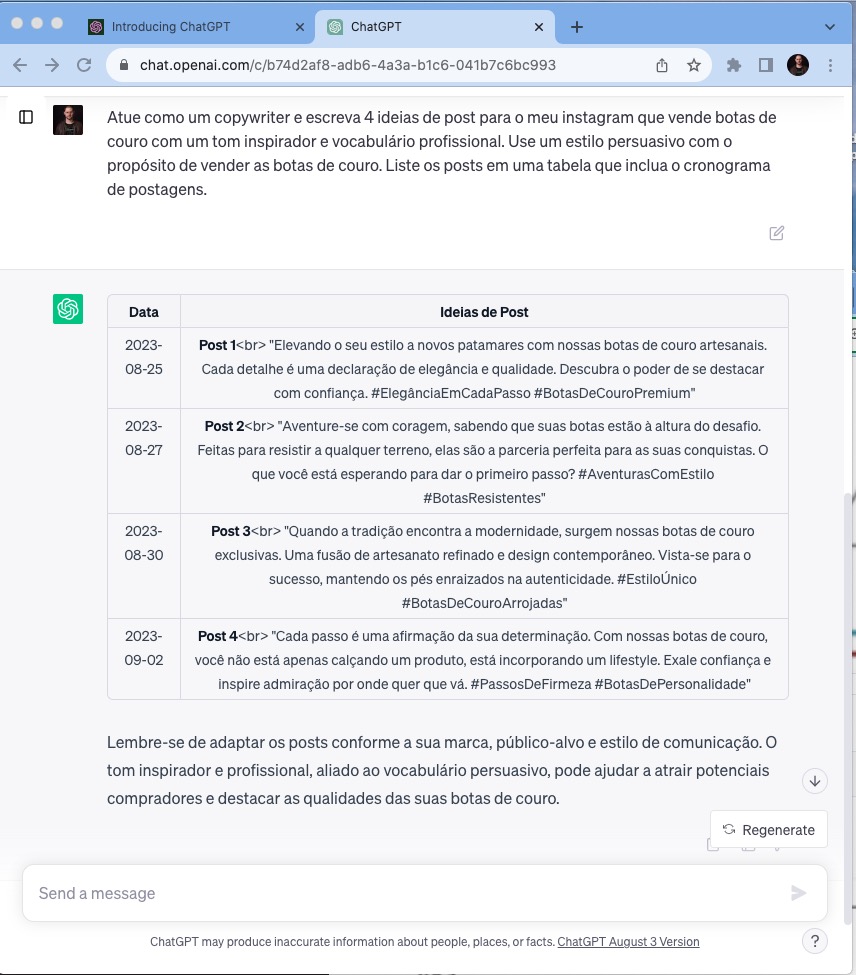 Introducing ChatGPT
ChatGPT
chat.openai.com/c/b74d2af8-adb6-4a3a-b1c6-041b7c6bc993
Atue como um copywriter e escreva 4 ideias de post para o meu instagram que vende botas de
couro com um tom inspirador e vocabulário profissional. Use um estilo persuasivo com o
propósito de vender as botas de couro. Liste os posts em uma tabela que inclua o cronograma
de postagens.
Data
Ideias de Post
2023-
08-25
Post 1<br> "Elevando o seu estilo a novos patamares com nossas botas de couro artesanais.
Cada detalhe é uma declaração de elegância e qualidade. Descubra o poder de se destacar
com confiança. #ElegânciaEmCadaPasso #BotasDeCouroPremium"
2023-
08-27
Post 2<br> "Aventure-se com coragem, sabendo que suas botas estão à altura do desafio.
Feitas para resistir a qualquer terreno, elas são a parceria perfeita para as suas conquistas. O
que você está esperando para dar o primeiro passo? #AventurasComEstilo
#BotasResistentes"
2023-
08-30
Post 3<br> "Quando a tradição encontra a modernidade, surgem nossas botas de couro
exclusivas. Uma fusão de artesanato refinado e design contemporâneo. Vista-se para o
sucesso, mantendo os pés enraizados na autenticidade. #EstiloÚnico
#BotasDeCouroArrojadas"
2023-
09-02
Post 4<br> "Cada passo é uma afirmação da sua determinação. Com nossas botas de couro,
você não está apenas calçando um produto, está incorporando um lifestyle. Exale confiança e
inspire admiração por onde quer que vá. #PassosDeFirmeza #BotasDePersonalidade"
Lembre-se de adaptar os posts conforme a sua marca, público-alvo e estilo de comunicação. O
tom inspirador e profissional, aliado ao vocabulário persuasivo, pode ajudar a atrair potenciais
compradores e destacar as qualidades das suas botas de couro.
Regenerate
Send a message
ChatGPT may produce inaccurate information about people, places, or facts. ChatGPT August 3 Version
?